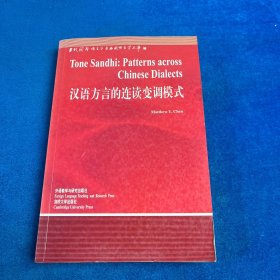 Tone Sandhi: Patterns across
Chinese Dialects
汉语方言的连读变调模式
Matthew Y. Chen
外语教学与研究出版社
Foreign Language Teaching and Research Press
剑桥大学出版社
Cambridge University Press